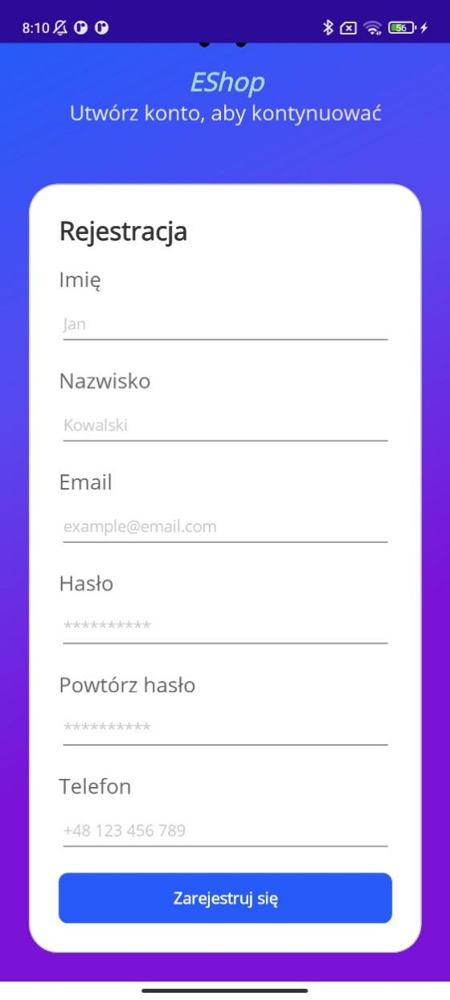 8:10
56
EShop
Utwórz konto, aby kontynuować
Rejestracja
Imię
Jan
Nazwisko
Kowalski
Email
example@email.com
Hasło
**********
Powtórz hasło
**********
Telefon
+48 123 456 789
Zarejestruj się